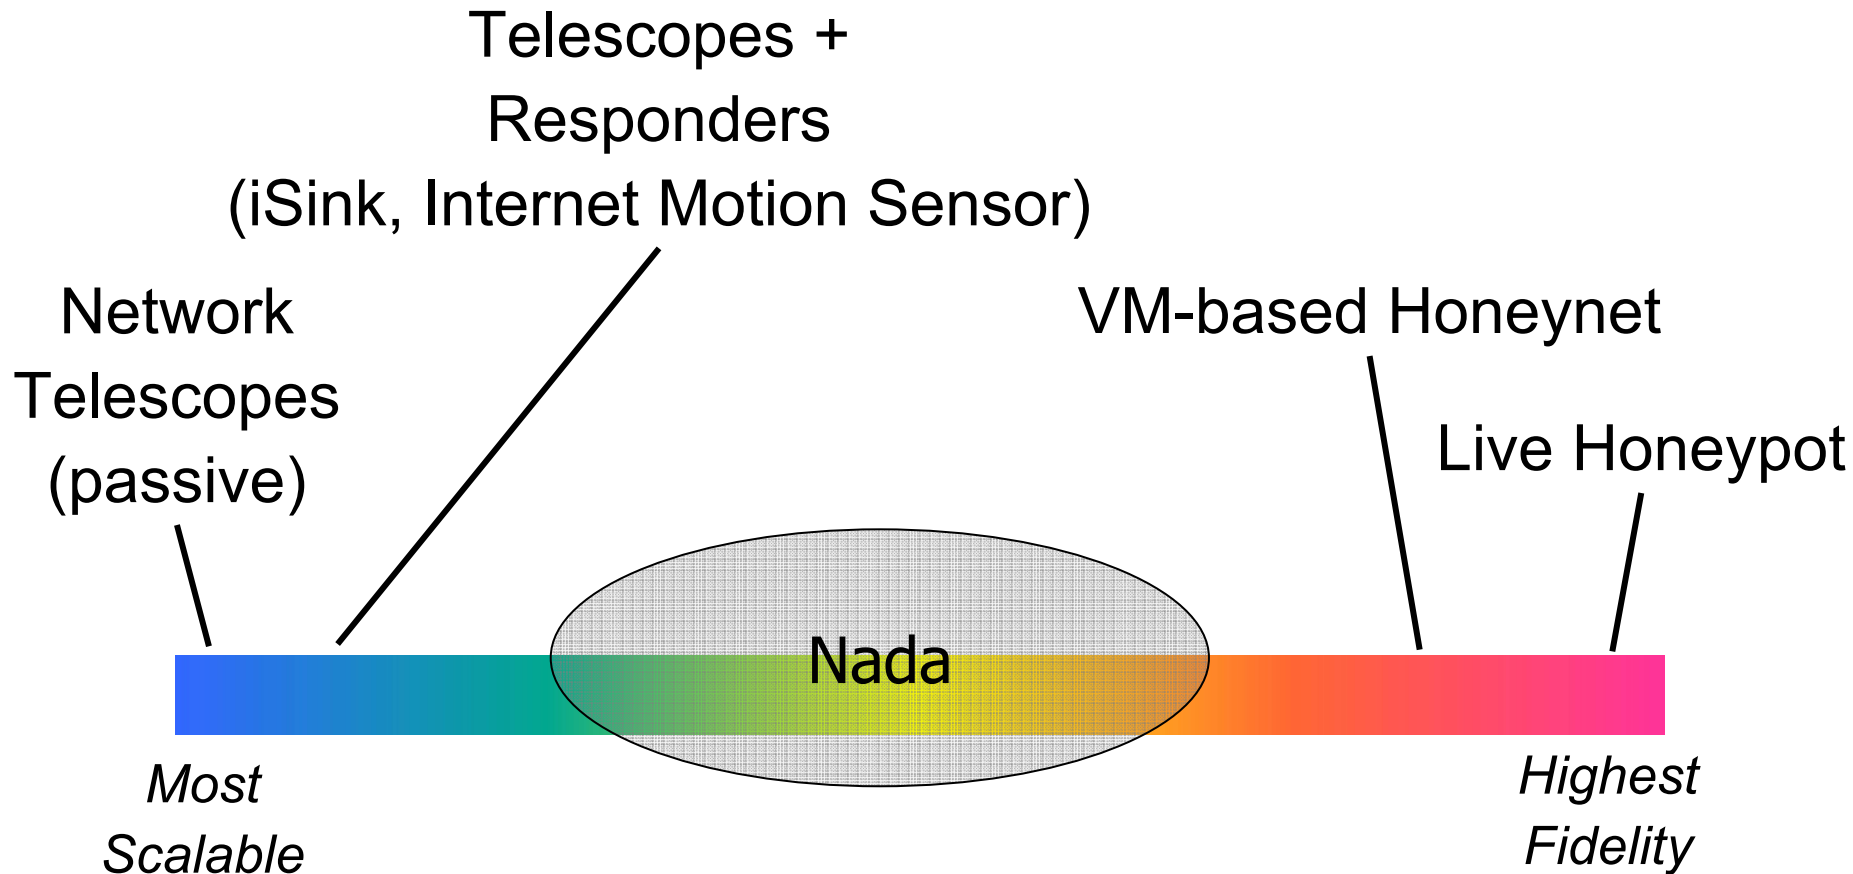 Telescopes +
Responders
(iSink, Internet Motion Sensor)
Network
Telescopes
(passive)
VM-based Honeynet
Live Honeypot
Nada
Most
Scalable
Highest
Fidelity